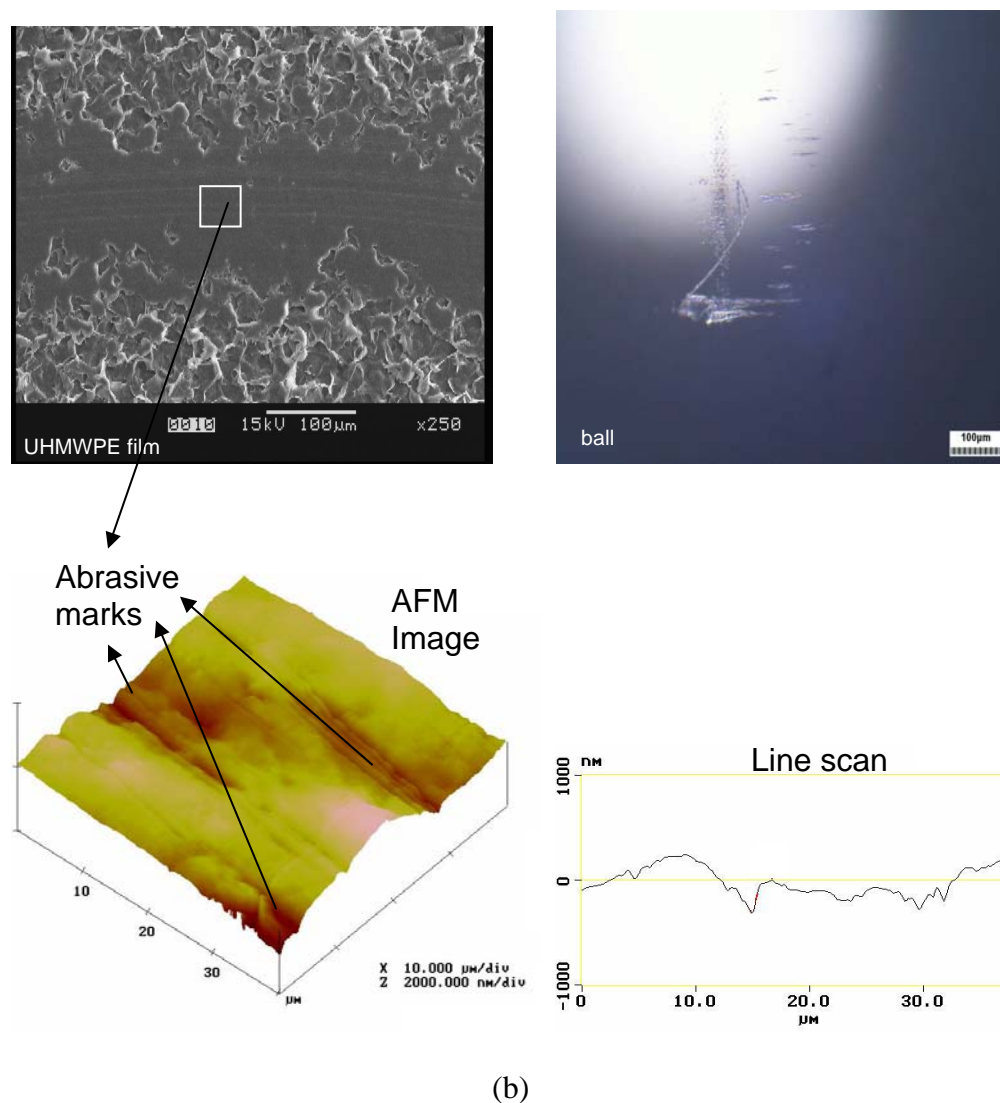 0010 15kV 100µm x250
UHMWPE film
ball
100µm
Abrasive
marks
AFM
Image
10
20
30
µM
X 10.000 µm/div
Z 2000.000 nm/div
Line scan
nM
1000
0
-1000
0 10.0 20.0 30.0
µM
(b)